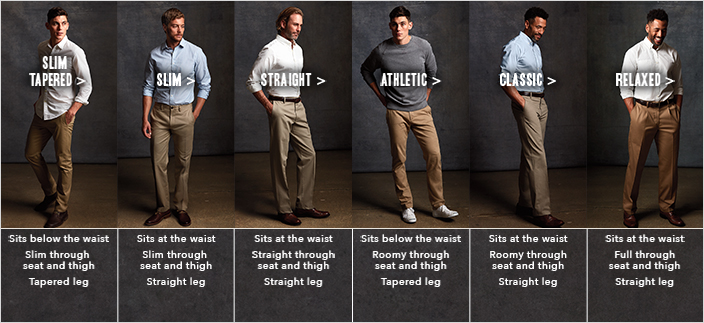 SLIM
TAPERED >
SLIM >
STRAIGHT >
ATHLETIC >
CLASSIC >
RELAXED >
Sits below the waist
Slim through
seat and thigh
Tapered leg
Sits at the waist
Slim through
seat and thigh
Straight leg
Sits at the waist
Straight through
seat and thigh
Straight leg
Sits below the waist
Roomy through
seat and thigh
Tapered leg
Sits at the waist
Roomy through
seat and thigh
Straight leg
Sits at the waist
Full through
seat and thigh
Straight leg